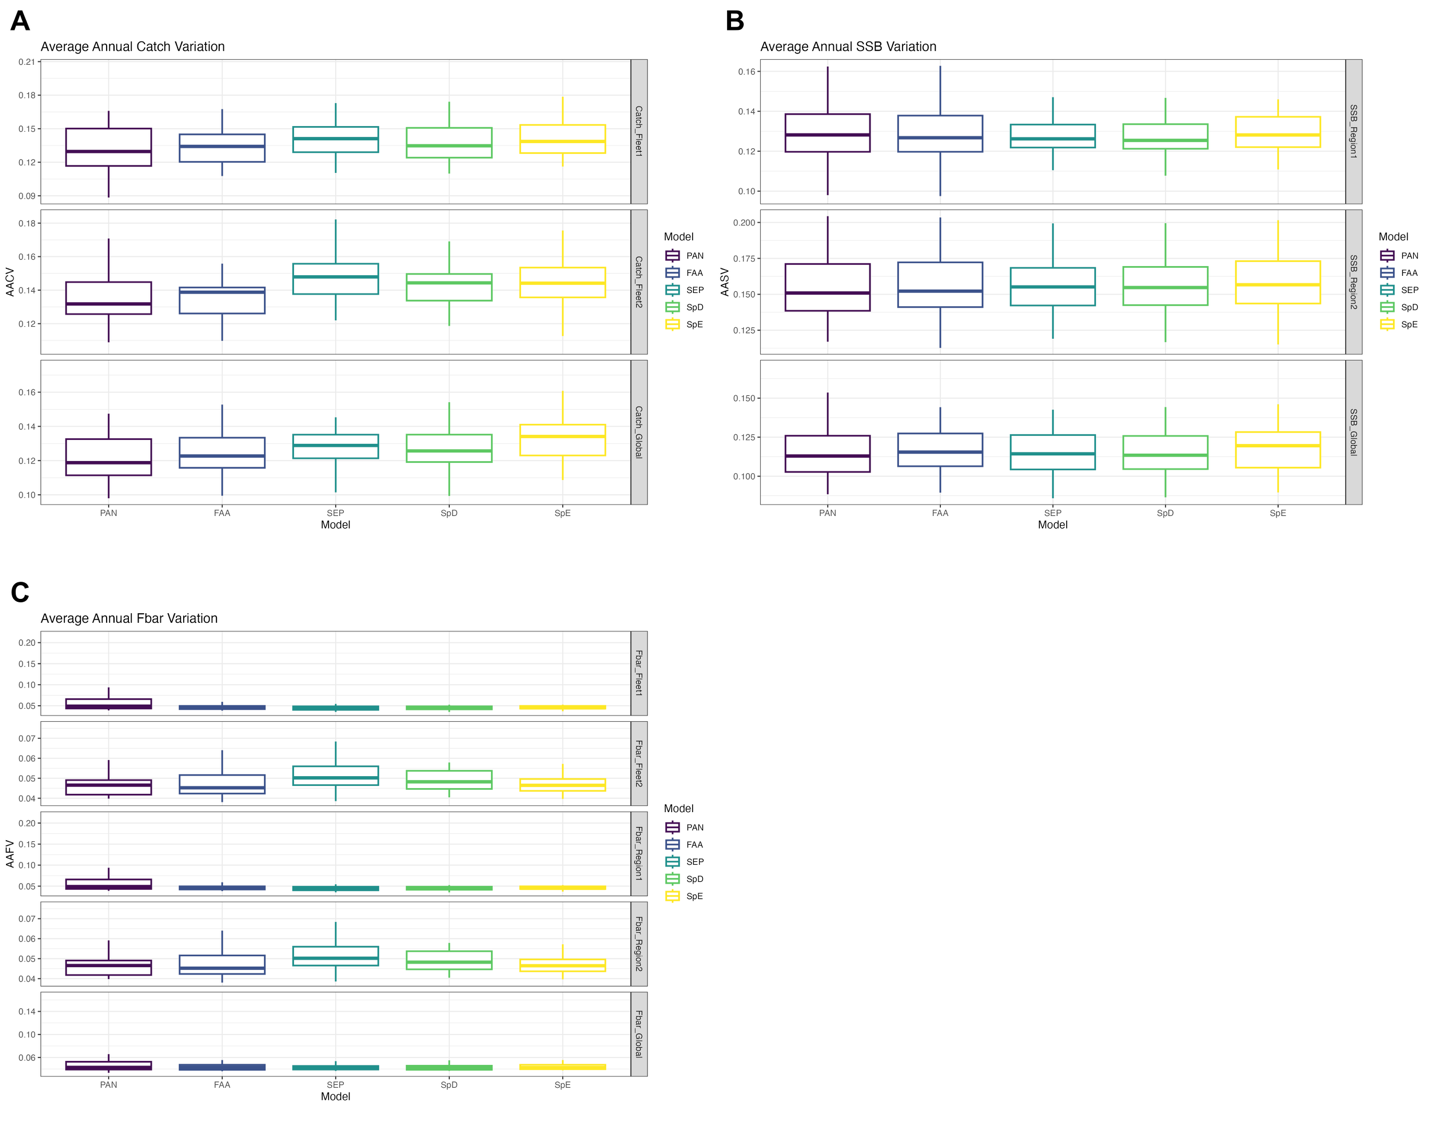 A
Average Annual Catch Variation
AACV
0.21
0.18
0.15
0.12
0.09
Catch_Fleet1
0.18
0.16
0.14
0.12
Catch_Fleet2
0.16
0.14
0.12
0.10
Catch_Global
PAN FAA SEP SpD SpE
Model
Model
PAN
FAA
SEP
SpD
SpE
B
Average Annual SSB Variation
AASV
0.16
0.14
0.12
0.10
SSB_Region1
0.200
0.175
0.150
0.125
SSB_Region2
0.150
0.125
0.100
SSB_Global
PAN FAA SEP SpD SpE
Model
Model
PAN
FAA
SEP
SpD
SpE
C
Average Annual Fbar Variation
AAFV
0.20
0.15
0.10
0.05
Fbar_Fleet1
0.07
0.06
0.05
0.04
Fbar_Fleet2
0.20
0.15
0.10
0.05
Fbar_Region1
0.07
0.06
0.05
0.04
Fbar_Region2
0.14
0.10
0.06
Fbar_Global
PAN FAA SEP SpD SpE
Model
Model
PAN
FAA
SEP
SpD
SpE